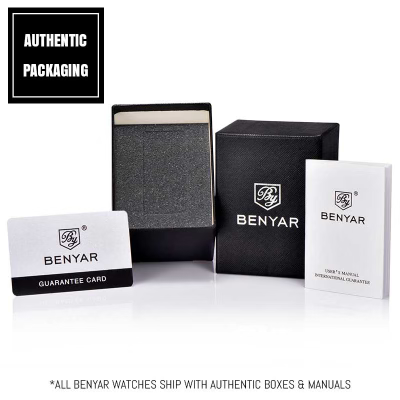 AUTHENTIC
PACKAGING
By ®
BENYAR
By ®
BENYAR
GUARANTEE CARD
By
BENYAR
USER'S MANUAL
INTERNATIONAL GUARANTEE
*ALL BENYAR WATCHES SHIP WITH AUTHENTIC BOXES & MANUALS